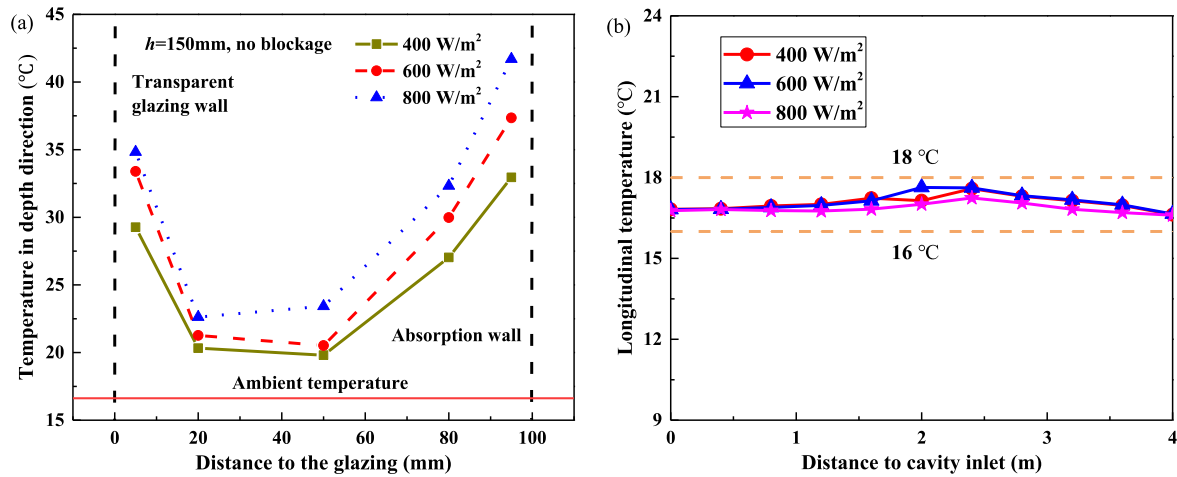 (a)
45
40
35
30
25
20
15
Temperature in depth direction (°C)
h=150mm, no blockage
Transparent
glazing wall
400 W/m²
600 W/m²
800 W/m²
Absorption wall
Ambient temperature
0
20
40
60
80
100
Distance to the glazing (mm)
(b)
24
21
18
15
12
9
Longitudinal temperature (°C)
400 W/m²
600 W/m²
800 W/m²
18 °C
16 °C
0
1
2
3
4
Distance to cavity inlet (m)